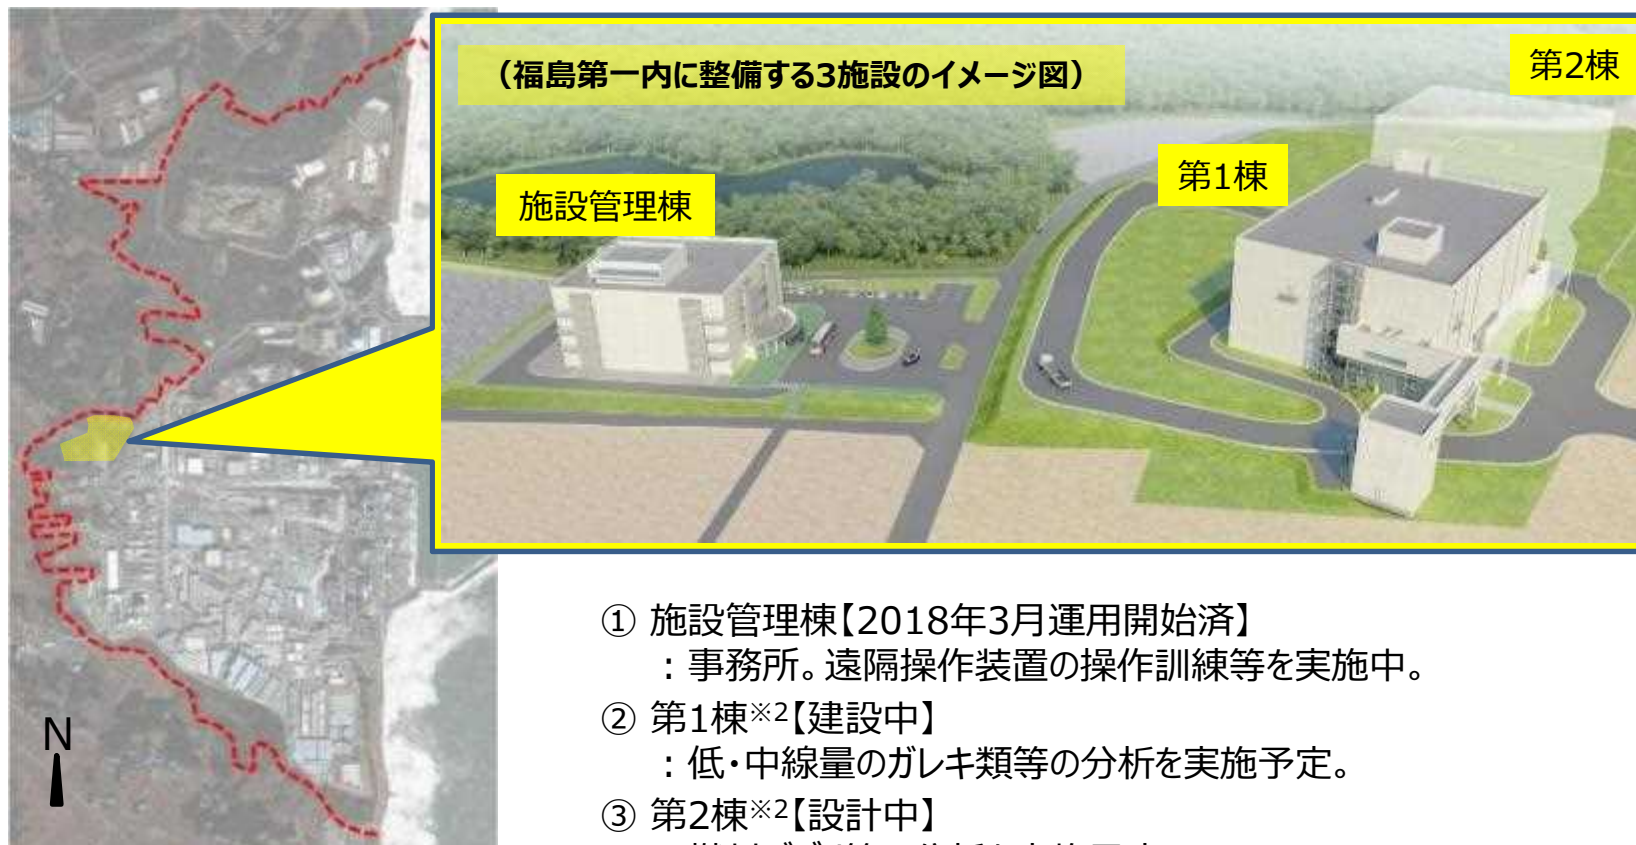 （福島第一内に整備する3施設のイメージ図）
第2棟
第1棟
施設管理棟
N
① 施設管理棟【2018年3月運用開始済】
：事務所。遠隔操作装置の操作訓練等を実施中。
② 第1棟※2【建設中】
：低・中線量のガレキ類等の分析を実施予定。
③ 第2棟※2【設計中】